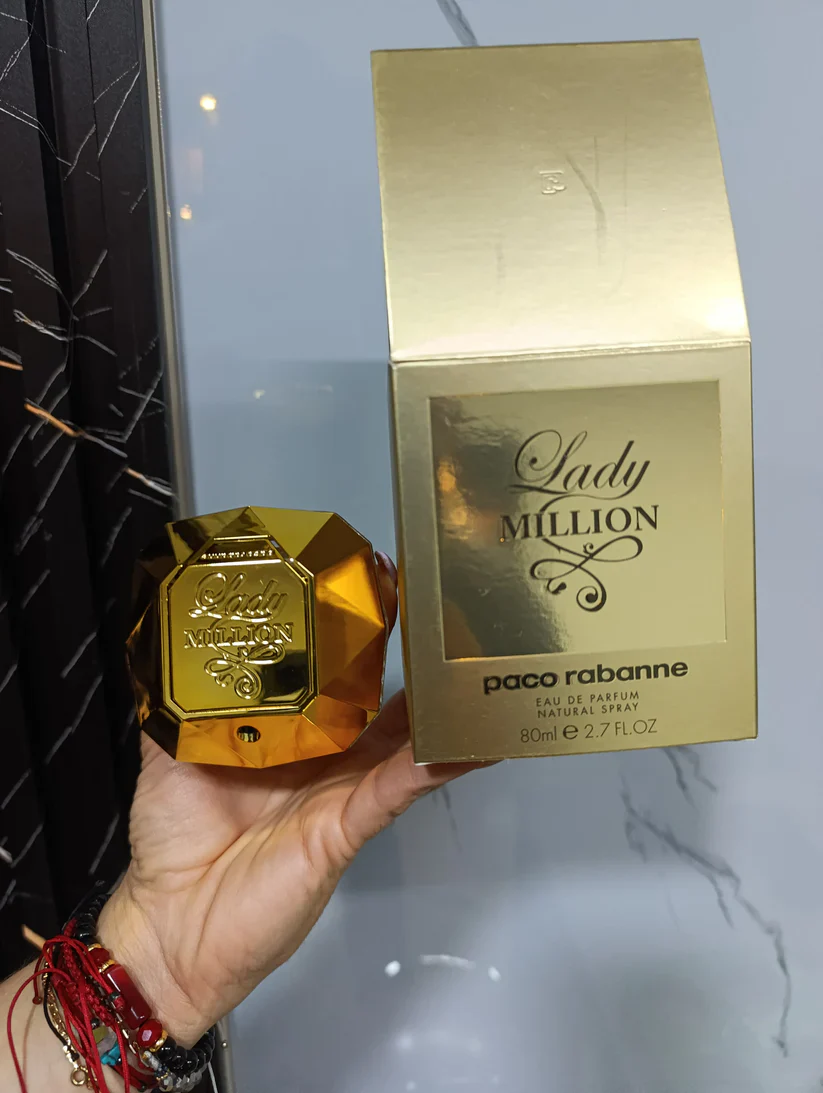 Lady
MILLION
Lady
MILLION
paco rabanne
EAU DE PARFUM
NATURAL SPRAY
80ml e 2.7 FL.OZ